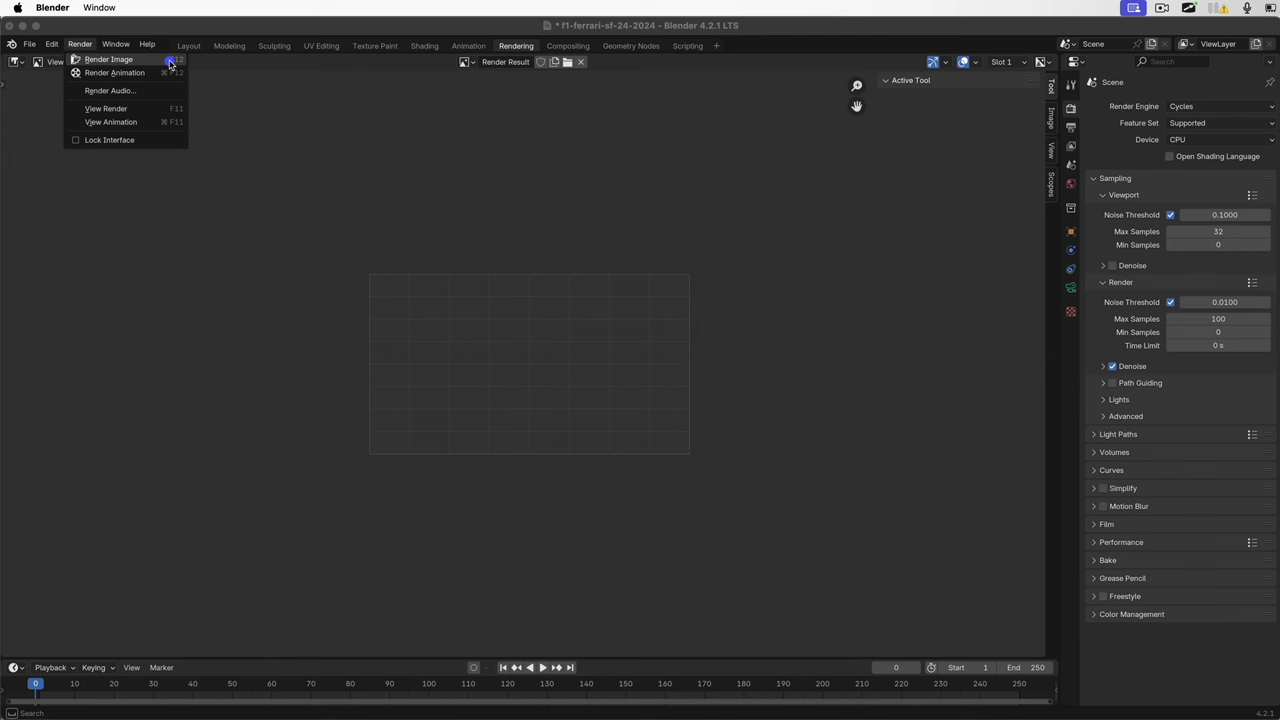 Blender Window
* f1-ferrari-sf-24-2024 - Blender 4.2.1 LTS
File Edit Render Window Help Layout Modeling Sculpting UV Editing Texture Paint Shading Animation Rendering Compositing Geometry Nodes Scripting + Scene ViewLayer
View Render Result Slot 1 Search
Render Image
Render Animation ⌘ F12
Render Audio...
View Render F11
View Animation ⌘ F11
Lock Interface
Active Tool
Tool
Image
View
Scopes
Scene
Render Engine Cycles
Feature Set Supported
Device CPU
Open Shading Language
Sampling
Viewport
Noise Threshold 0.1000
Max Samples 32
Min Samples 0
Denoise
Render
Noise Threshold 0.0100
Max Samples 100
Min Samples 0
Time Limit 0 s
Denoise
Path Guiding
Lights
Advanced
Light Paths
Volumes
Curves
Simplify
Motion Blur
Film
Performance
Bake
Grease Pencil
Freestyle
Color Management
Playback Keying View Marker 0 Start 1 End 250
0 10 20 30 40 50 60 70 80 90 100 110 120 130 140 150 160 170 180 190 200 210 220 230 240 250
Search 4.2.1